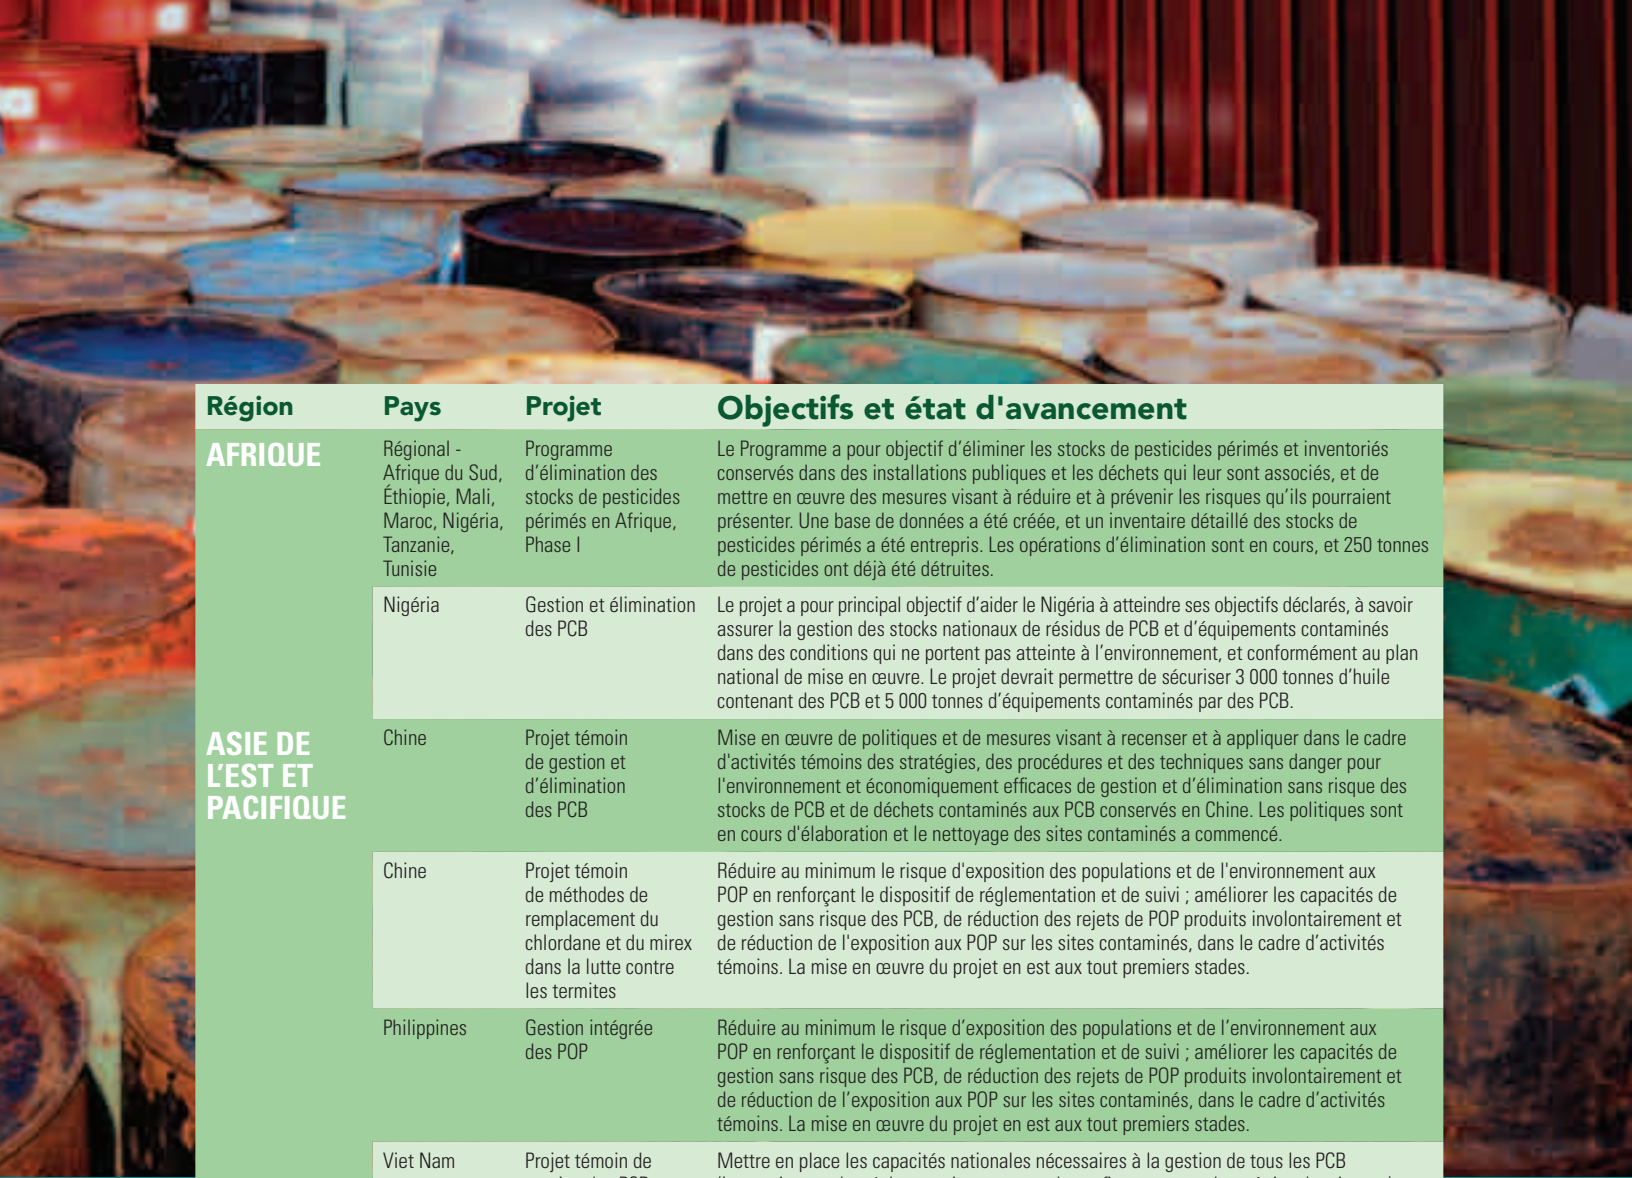 Région Pays Projet Objectifs et état d'avancement
AFRIQUE
Régional -
Afrique du Sud,
Éthiopie, Mali,
Maroc, Nigéria,
Tanzanie,
Tunisie
Programme
d’élimination des
stocks de pesticides
périmés en Afrique,
Phase I
Le Programme a pour objectif d’éliminer les stocks de pesticides périmés et inventoriés
conservés dans des installations publiques et les déchets qui leur sont associés, et de
mettre en œuvre des mesures visant à réduire et à prévenir les risques qu’ils pourraient
présenter. Une base de données a été créée, et un inventaire détaillé des stocks de
pesticides périmés a été entrepris. Les opérations d’élimination sont en cours, et 250 tonnes
de pesticides ont déjà été détruites.
Nigéria
Gestion et élimination
des PCB
Le projet a pour principal objectif d’aider le Nigéria à atteindre ses objectifs déclarés, à savoir
assurer la gestion des stocks nationaux de résidus de PCB et d’équipements contaminés
dans des conditions qui ne portent pas atteinte à l’environnement, et conformément au plan
national de mise en œuvre. Le projet devrait permettre de sécuriser 3 000 tonnes d’huile
contenant des PCB et 5 000 tonnes d’équipements contaminés par des PCB.
ASIE DE
L’EST ET
PACIFIQUE
Chine
Projet témoin
de gestion et
d’élimination
des PCB
Mise en œuvre de politiques et de mesures visant à recenser et à appliquer dans le cadre
d'activités témoins des stratégies, des procédures et des techniques sans danger pour
l'environnement et économiquement efficaces de gestion et d’élimination sans risque des
stocks de PCB et de déchets contaminés aux PCB conservés en Chine. Les politiques sont
en cours d'élaboration et le nettoyage des sites contaminés a commencé.
Chine
Projet témoin
de méthodes de
remplacement du
chlordane et du mirex
dans la lutte contre
les termites
Réduire au minimum le risque d'exposition des populations et de l'environnement aux
POP en renforçant le dispositif de réglementation et de suivi ; améliorer les capacités de
gestion sans risque des PCB, de réduction des rejets de POP produits involontairement et
de réduction de l'exposition aux POP sur les sites contaminés, dans le cadre d’activités
témoins. La mise en œuvre du projet en est aux tout premiers stades.
Philippines
Gestion intégrée
des POP
Réduire au minimum le risque d’exposition des populations et de l’environnement aux
POP en renforçant le dispositif de réglementation et de suivi ; améliorer les capacités de
gestion sans risque des PCB, de réduction des rejets de POP produits involontairement et
de réduction de l’exposition aux POP sur les sites contaminés, dans le cadre d’activités
témoins. La mise en œuvre du projet en est aux tout premiers stades.
Viet Nam
Projet témoin de
Mettre en place les capacités nationales nécessaires à la gestion de tous les PCB